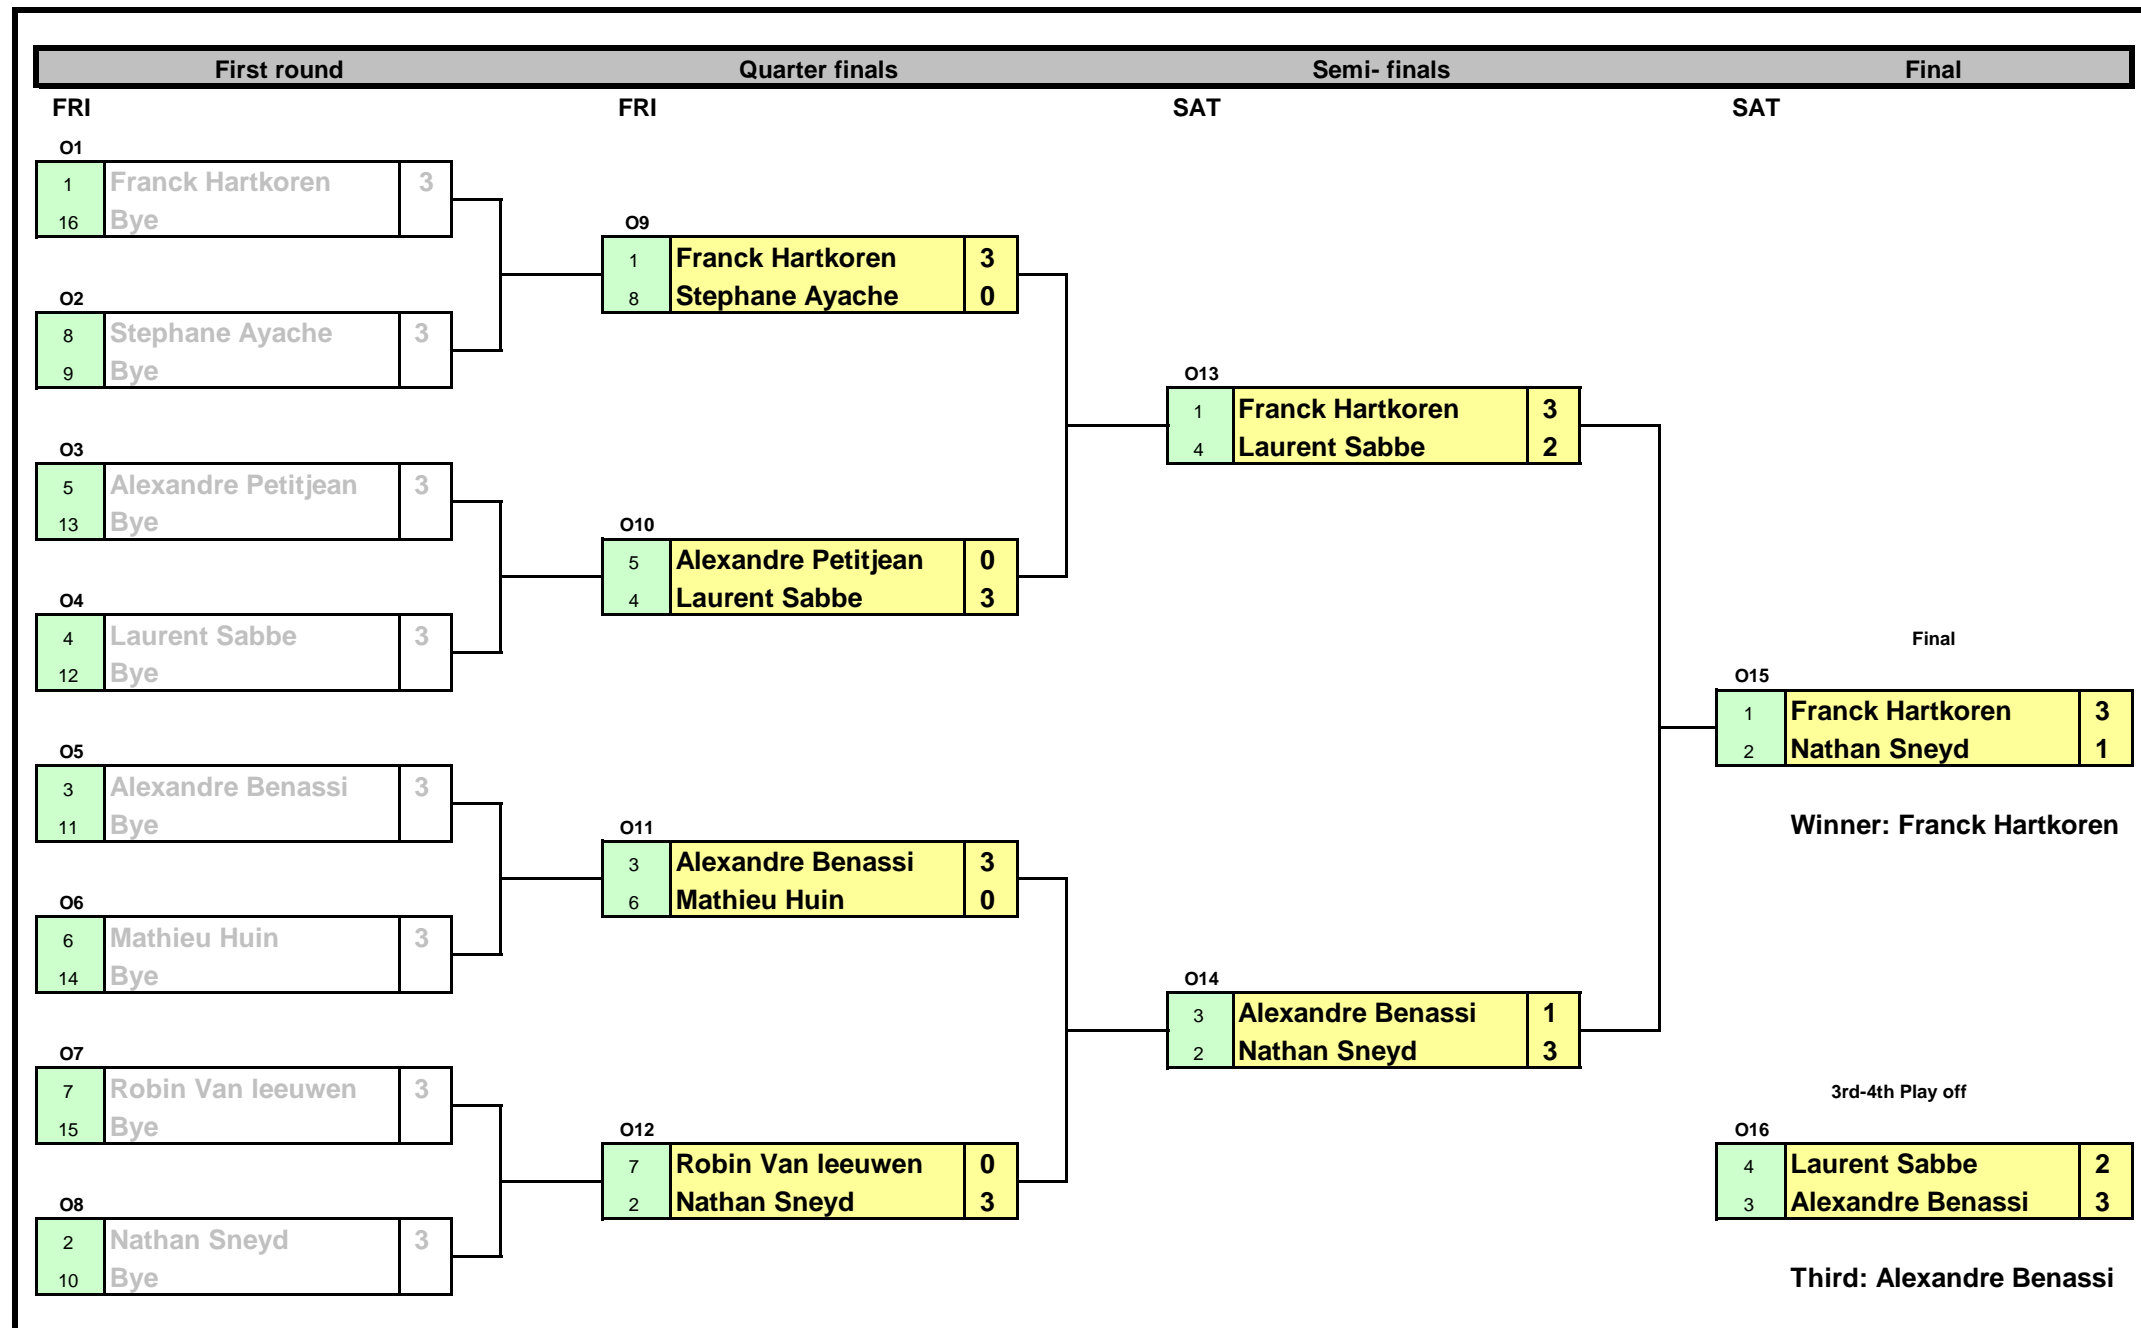 First round Quarter finals Semi- finals Final
FRI FRI SAT SAT
O1
1 Franck Hartkoren 3
16 Bye
O2
8 Stephane Ayache 3
9 Bye
O3
5 Alexandre Petitjean 3
13 Bye
O4
4 Laurent Sabbe 3
12 Bye
O5
3 Alexandre Benassi 3
11 Bye
O6
6 Mathieu Huin 3
14 Bye
O7
7 Robin Van leeuwen 3
15 Bye
O8
2 Nathan Sneyd 3
10 Bye
O9
1 Franck Hartkoren 3
8 Stephane Ayache 0
O10
5 Alexandre Petitjean 0
4 Laurent Sabbe 3
O11
3 Alexandre Benassi 3
6 Mathieu Huin 0
O12
7 Robin Van leeuwen 0
2 Nathan Sneyd 3
O13
1 Franck Hartkoren 3
4 Laurent Sabbe 2
O14
3 Alexandre Benassi 1
2 Nathan Sneyd 3
Final
O15
1 Franck Hartkoren 3
2 Nathan Sneyd 1
Winner: Franck Hartkoren
3rd-4th Play off
O16
4 Laurent Sabbe 2
3 Alexandre Benassi 3
Third: Alexandre Benassi